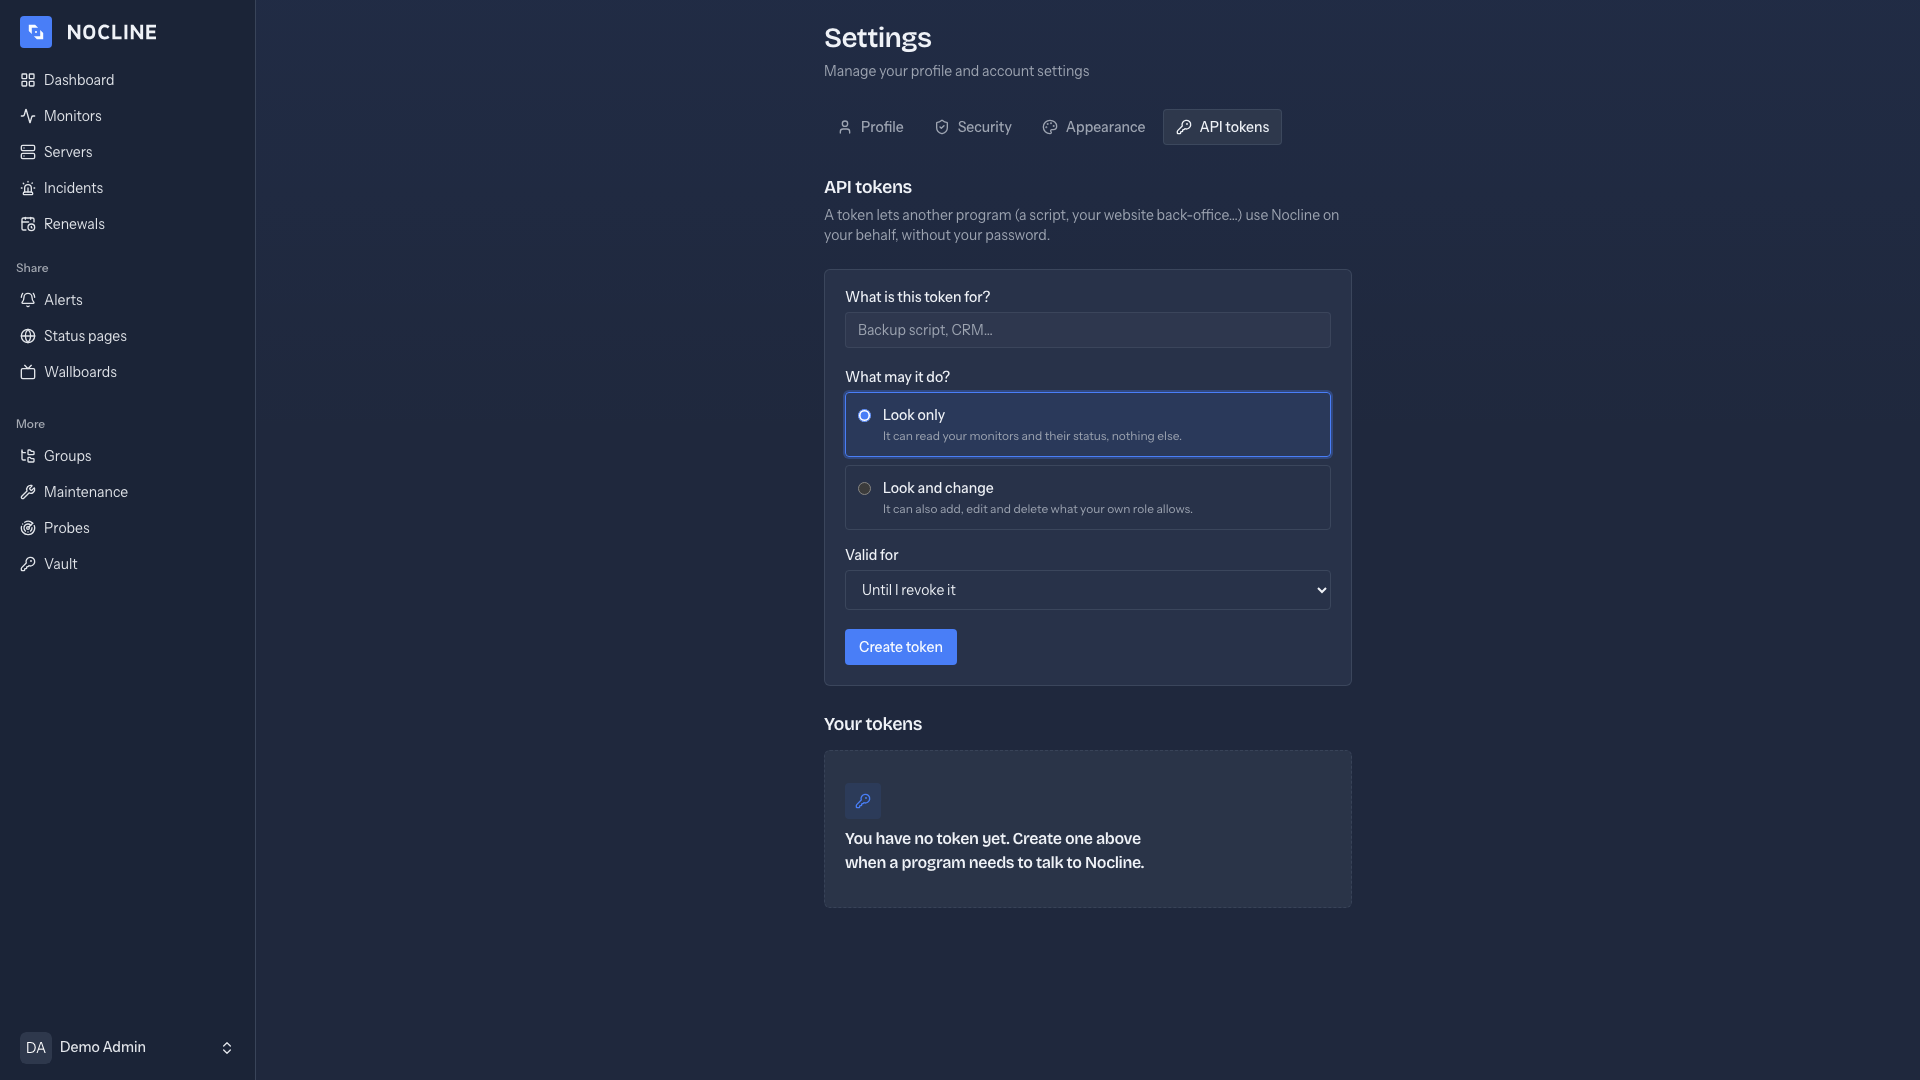 NOCLINE
Dashboard
Monitors
Servers
Incidents
Renewals
Share
Alerts
Status pages
Wallboards
More
Groups
Maintenance
Probes
Vault
DA
Demo Admin
Settings
Manage your profile and account settings
Profile
Security
Appearance
API tokens
API tokens
A token lets another program (a script, your website back-office…) use Nocline on
your behalf, without your password.
What is this token for?
Backup script, CRM…
What may it do?
Look only
It can read your monitors and their status, nothing else.
Look and change
It can also add, edit and delete what your own role allows.
Valid for
Until I revoke it
Create token
Your tokens
You have no token yet. Create one above
when a program needs to talk to Nocline.